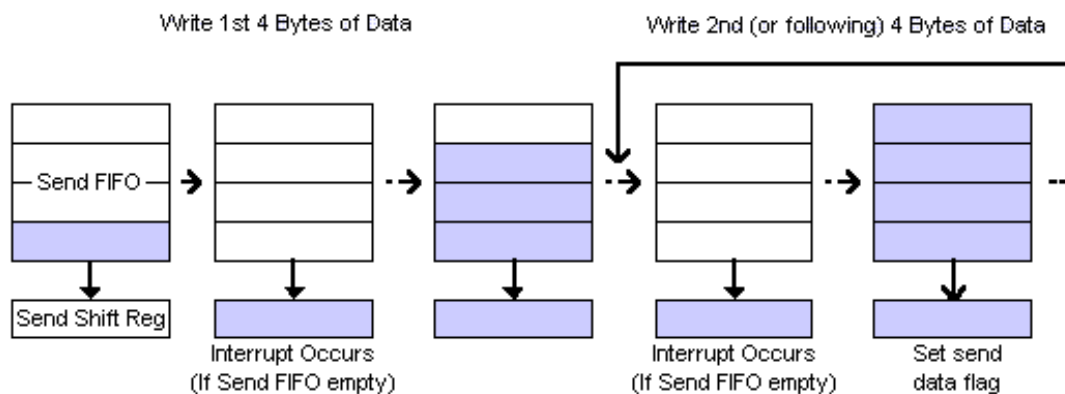 Write 1st 4 Bytes of Data
Write 2nd (or following) 4 Bytes of Data
Send FIFO
Send Shift Reg
Interrupt Occurs
(If Send FIFO empty)
Interrupt Occurs
(If Send FIFO empty)
Set send
data flag